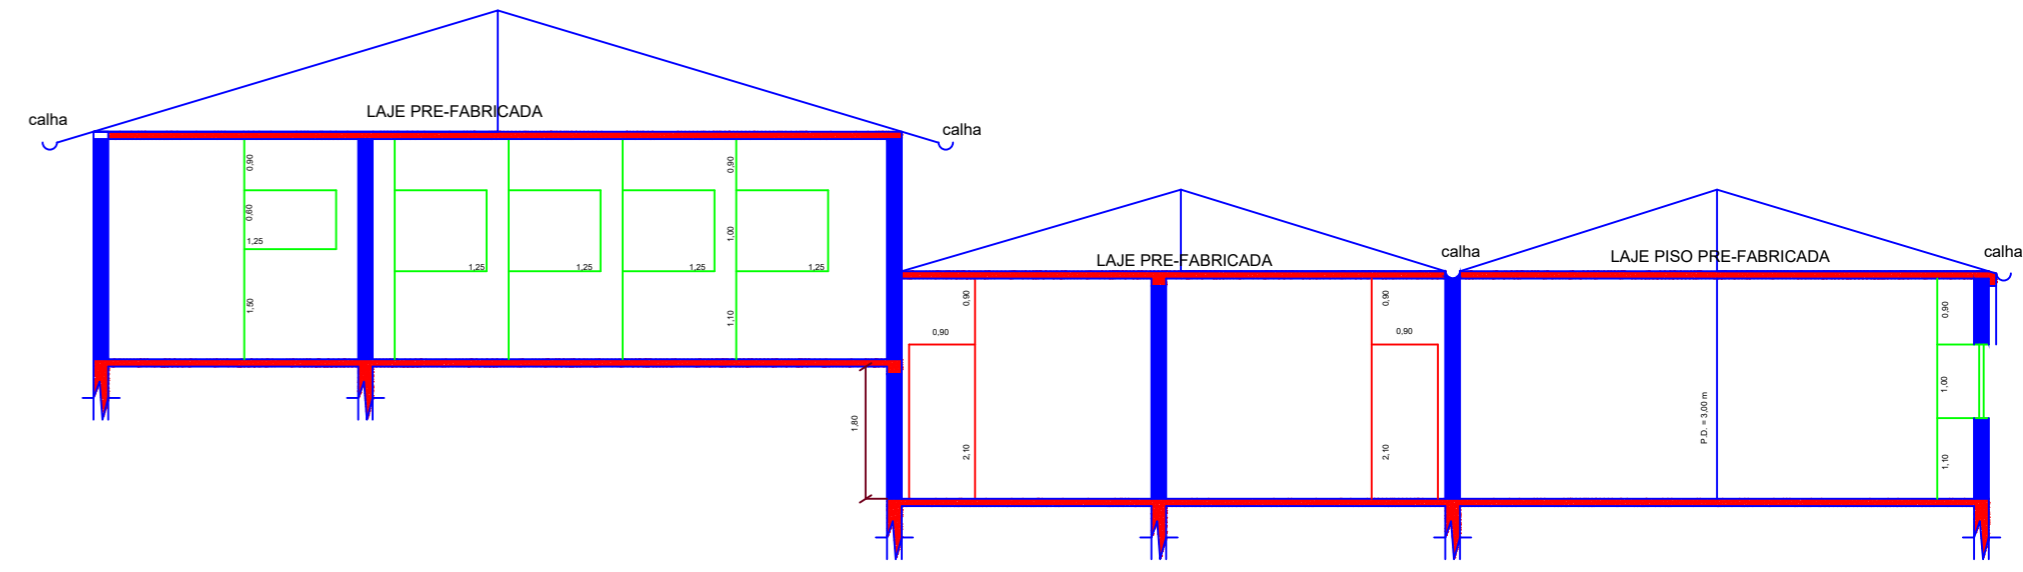 LAJE PRE-FABRICADA
calha
calha
0,90
0,60
1,25
1,50
1,25
1,25
1,25
0,90
1,00
1,25
1,10
LAJE PRE-FABRICADA
calha
LAJE PISO PRE-FABRICADA
calha
0,90
0,90
2,10
0,90
0,90
2,10
1,80
P.D. = 3,00 m
0,90
1,00
1,10